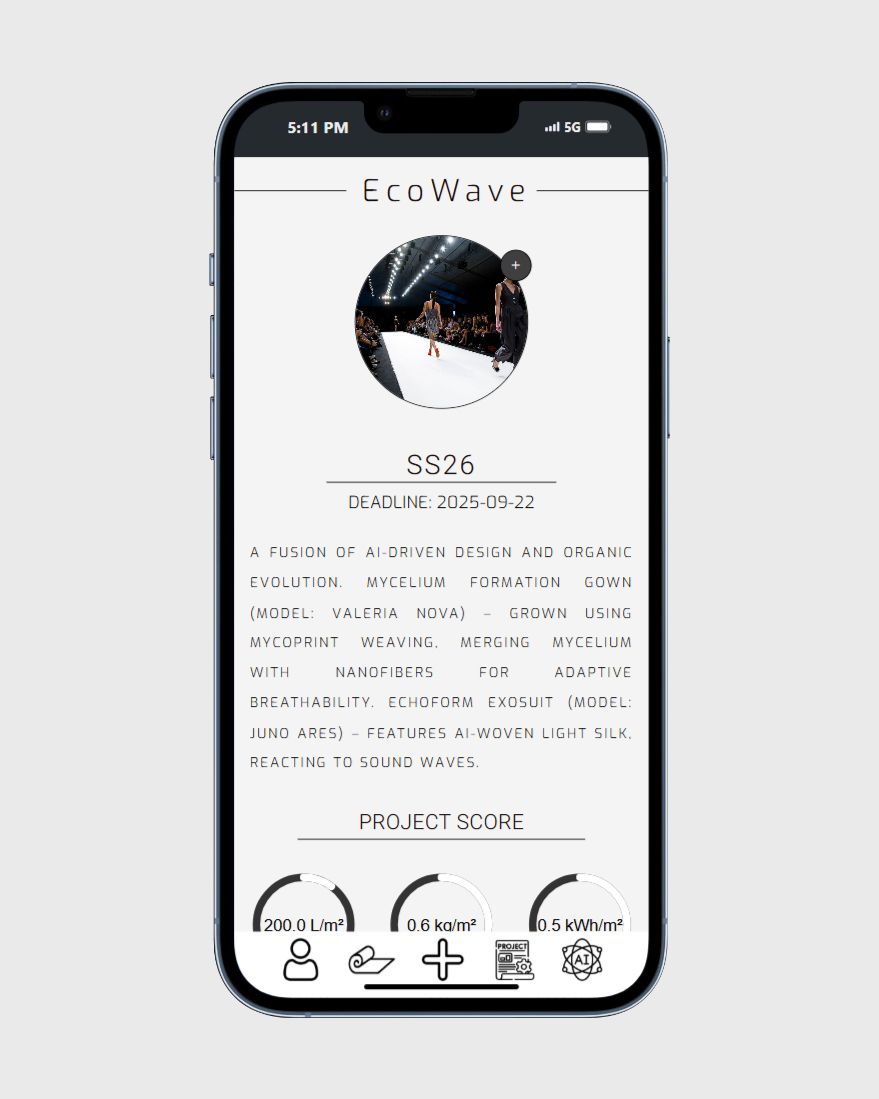 5:11 PM 5G
EcoWave
+
SS26
DEADLINE: 2025-09-22
A FUSION OF AI-DRIVEN DESIGN AND ORGANIC
EVOLUTION. MYCELIUM FORMATION GOWN
(MODEL: VALERIA NOVA) – GROWN USING
MYCOPRINT WEAVING, MERGING MYCELIUM
WITH NANOFIBERS FOR ADAPTIVE
BREATHABILITY. ECHOFORM EXOSUIT (MODEL:
JUNO ARES) – FEATURES AI-WOVEN LIGHT SILK,
REACTING TO SOUND WAVES.
PROJECT SCORE
200.0 L/m² 0.6 kg/m² 0.5 kWh/m²
PROJECT AI